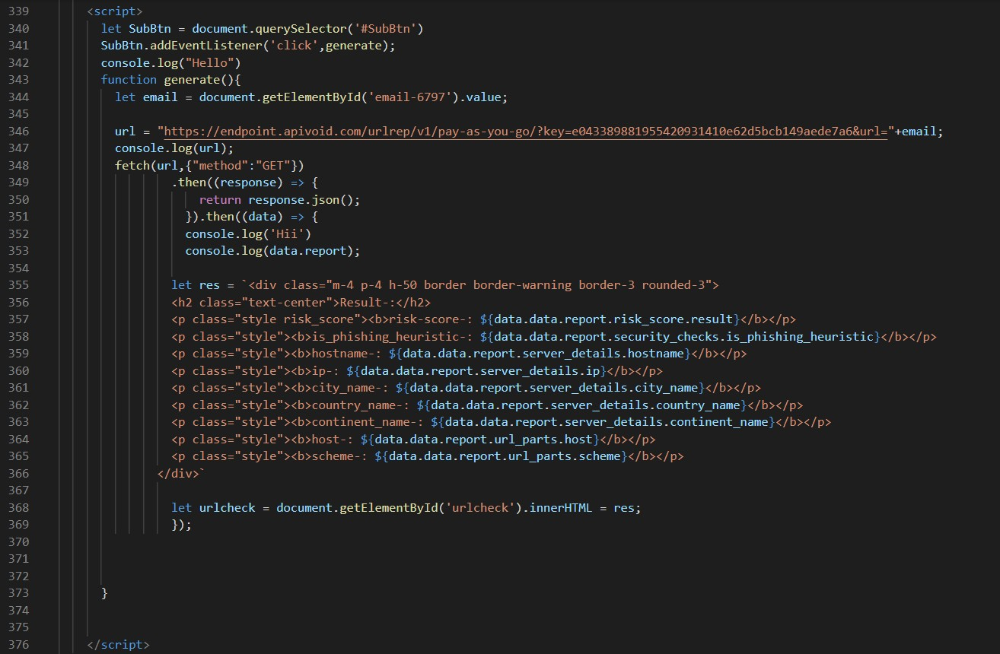 339 <script>
340 let SubBtn = document.querySelector('#SubBtn')
341 SubBtn.addEventListener('click',generate);
342 console.log("Hello")
343 function generate(){
344 let email = document.getElementById('email-6797').value;
345
346 url = "https://endpoint.apivoid.com/urlrep/v1/pay-as-you-go/?key=e043389881955420931410e62d5bcb149aede7a6&url="+email;
347 console.log(url);
348 fetch(url,{"method":"GET"})
349 .then((response) => {
350 return response.json();
351 }).then((data) => {
352 console.log('Hii')
353 console.log(data.report);
354
355 let res = `<div class="m-4 p-4 h-50 border border-warning border-3 rounded-3">
356 <h2 class="text-center">Result-:</h2>
357 <p class="style risk_score"><b>risk-score-: ${data.data.report.risk_score.result}</b></p>
358 <p class="style"><b>is_phishing_heuristic-: ${data.data.report.security_checks.is_phishing_heuristic}</b></p>
359 <p class="style"><b>hostname-: ${data.data.report.server_details.hostname}</b></p>
360 <p class="style"><b>ip-: ${data.data.report.server_details.ip}</b></p>
361 <p class="style"><b>city_name-: ${data.data.report.server_details.city_name}</b></p>
362 <p class="style"><b>country_name-: ${data.data.report.server_details.country_name}</b></p>
363 <p class="style"><b>continent_name-: ${data.data.report.server_details.continent_name}</b></p>
364 <p class="style"><b>host-: ${data.data.report.url_parts.host}</b></p>
365 <p class="style"><b>scheme-: ${data.data.report.url_parts.scheme}</b></p>
366 </div>`
367
368 let urlcheck = document.getElementById('urlcheck').innerHTML = res;
369 });
370
371
372
373 }
374
375
376 </script>